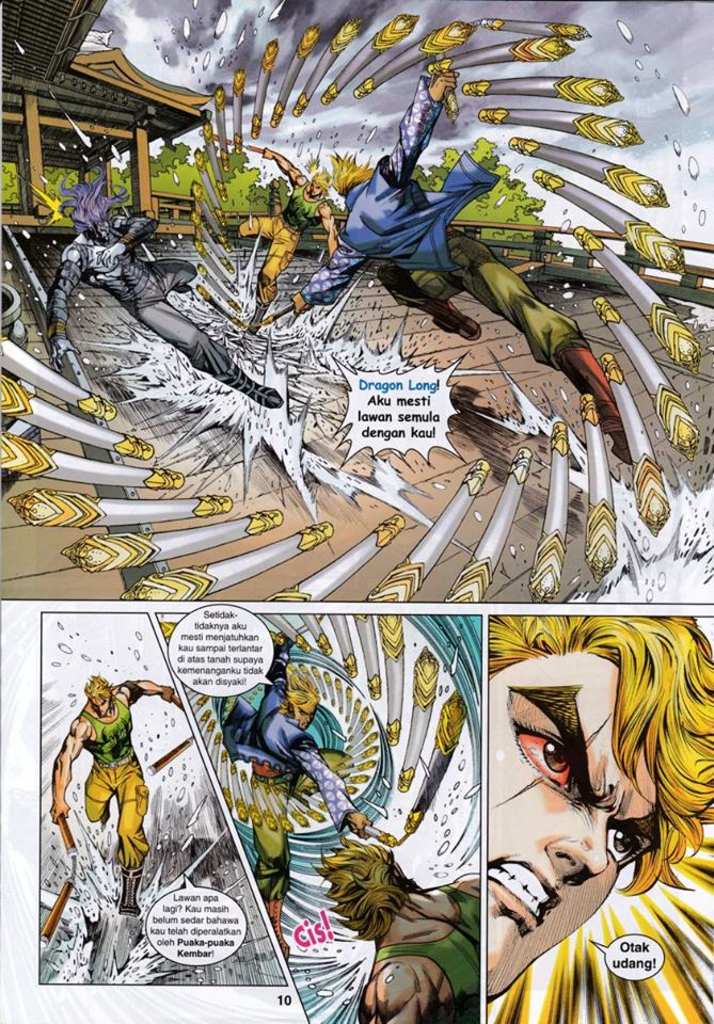 Dragon Long!
Aku mesti
lawan semula
dengan kau!
Setidak-
tidaknya aku
mesti menjatuhkan
kau sampai terlantar
di atas tanah supaya
kemenanganku tidak
akan disyaki!
Lawan apa
lagi? Kau masih
belum sedar bahawa
kau telah diperalatkan
oleh Puaka-puaka
Kembar!
Cis!
Otak
udang!
10